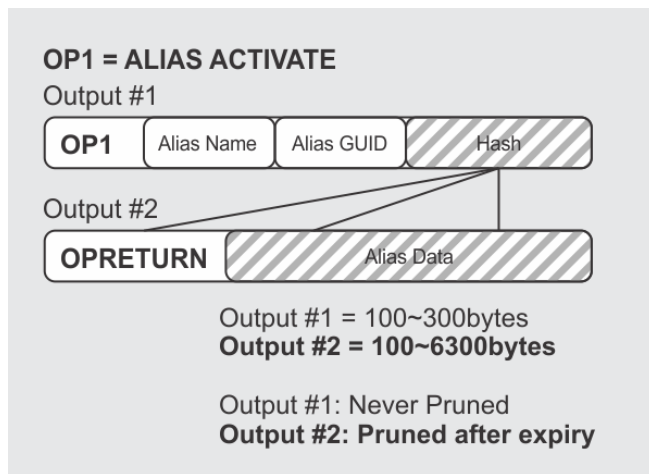 OP1 = ALIAS ACTIVATE
Output #1
OP1 Alias Name Alias GUID Hash
Output #2
OPRETURN Alias Data
Output #1 = 100~300bytes
Output #2 = 100~6300bytes
Output #1: Never Pruned
Output #2: Pruned after expiry